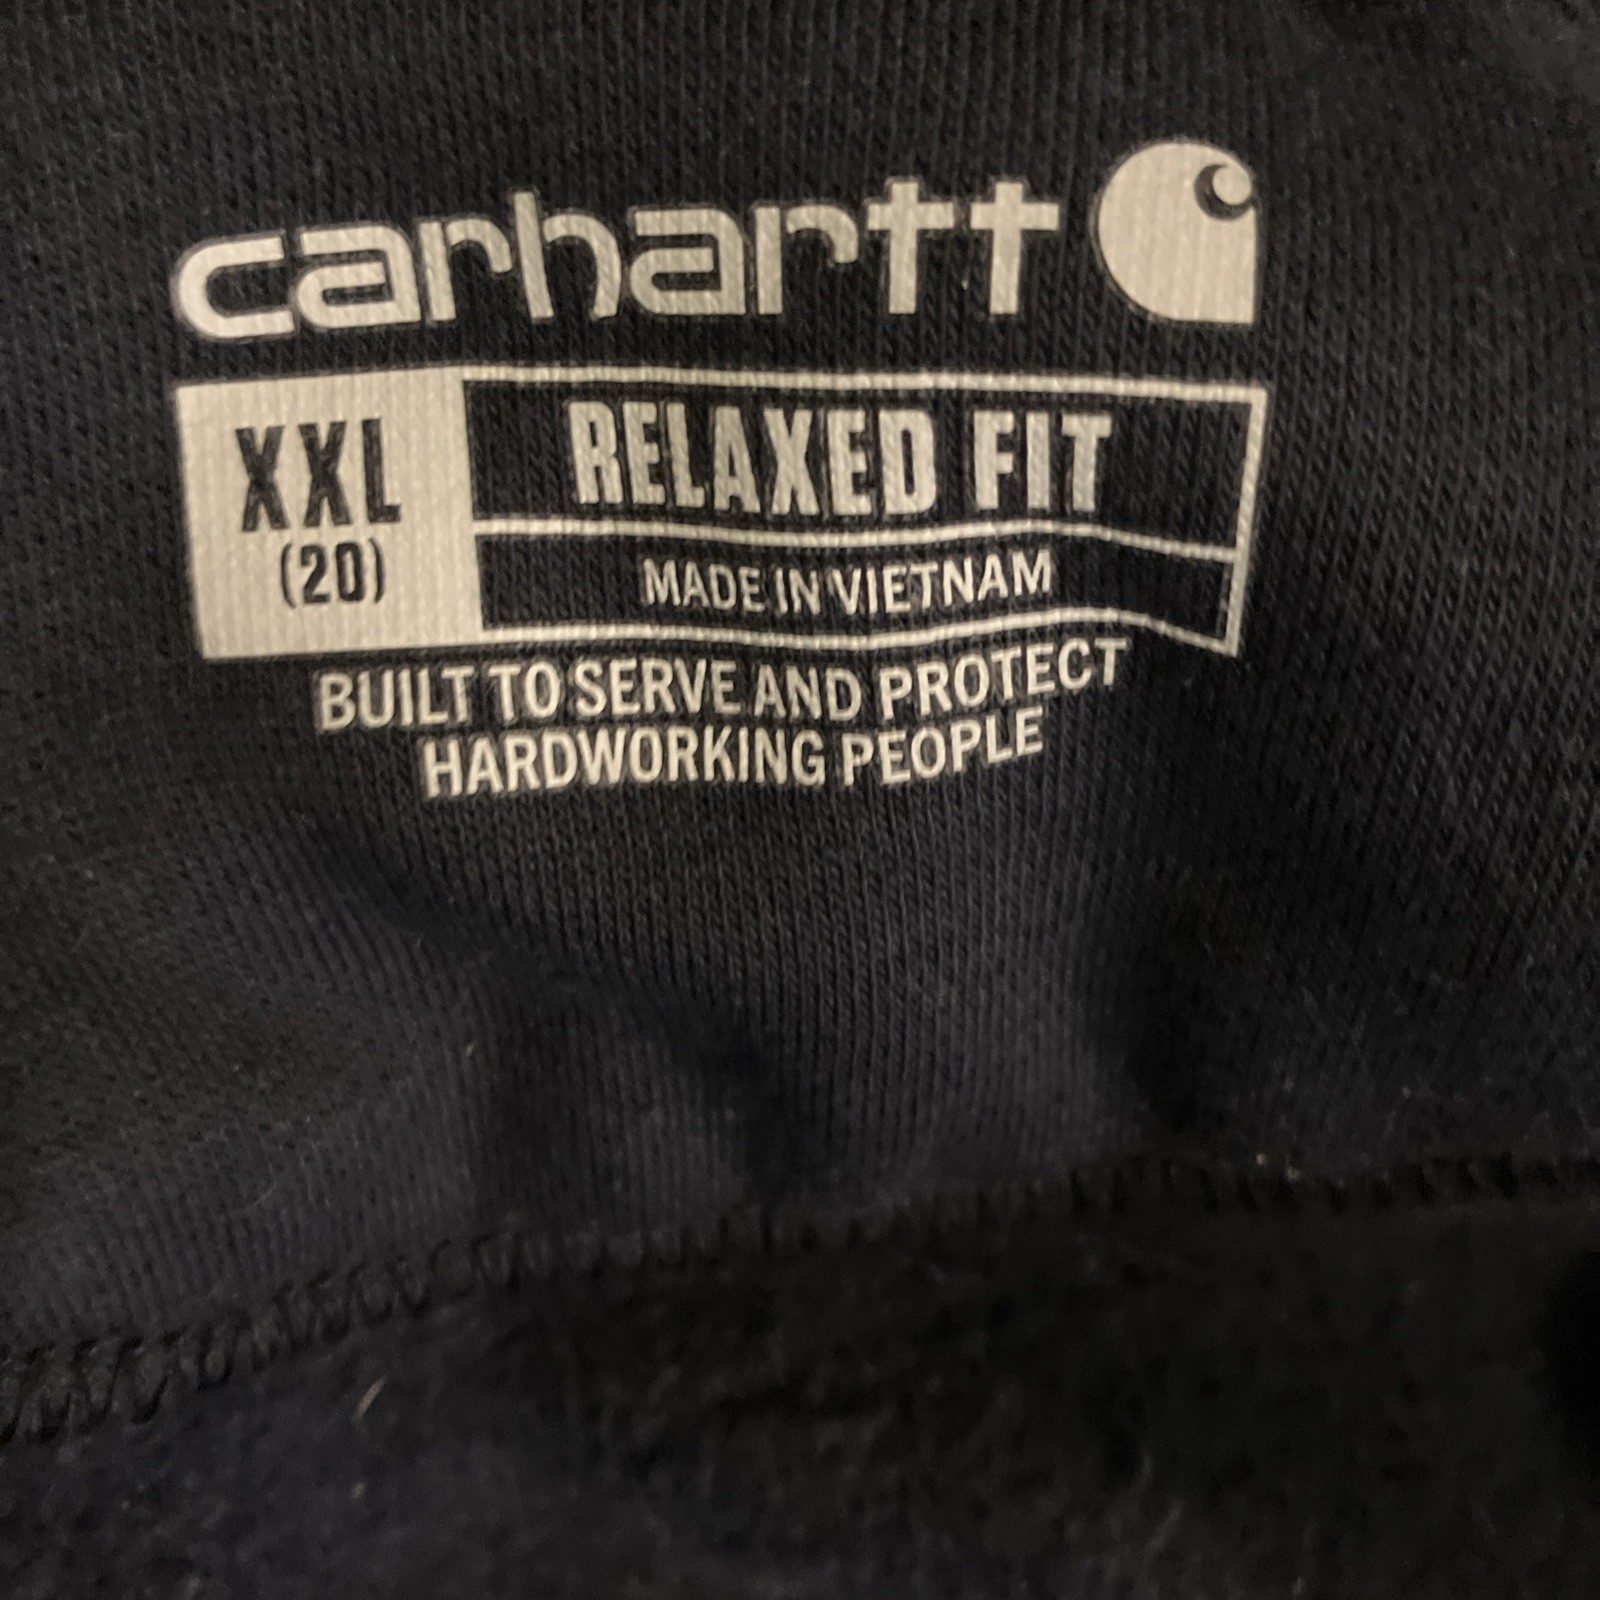 carhartt
XXL
(20)
RELAXED FIT
MADE IN VIETNAM
BUILT TO SERVE AND PROTECT
HARDWORKING PEOPLE